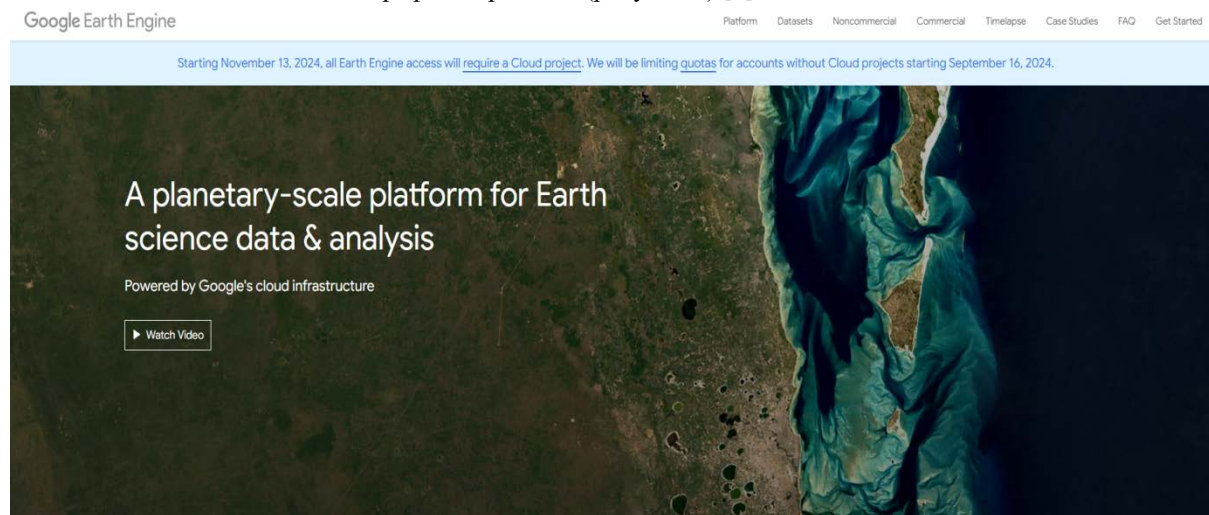 Google Earth Engine
Platform Datasets Noncommercial Commercial Timelapse Case Studies FAQ Get Started
Starting November 13, 2024, all Earth Engine access will require a Cloud project. We will be limiting quotas for accounts without Cloud projects starting September 16, 2024.
A planetary-scale platform for Earth
science data & analysis
Powered by Google's cloud infrastructure
Watch Video